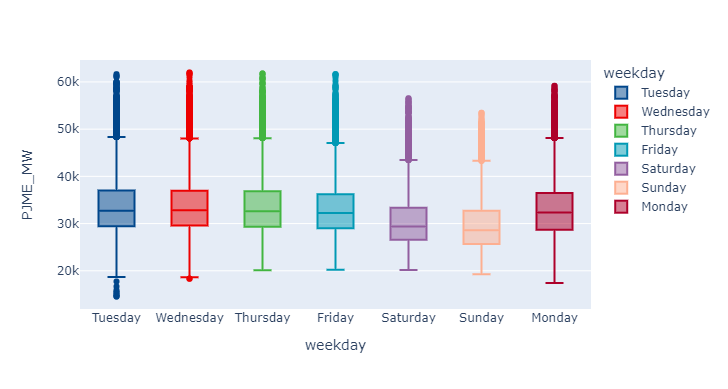 weekday
Tuesday
Wednesday
Thursday
Friday
Saturday
Sunday
Monday
60k
50k
40k
30k
20k
PJME_MW
Tuesday Wednesday Thursday Friday Saturday Sunday Monday
weekday